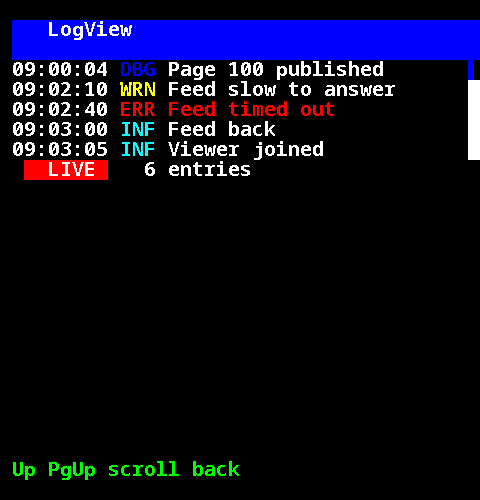 LogView
09:00:04 DBG Page 100 published
09:02:10 WRN Feed slow to answer
09:02:40 ERR Feed timed out
09:03:00 INF Feed back
09:03:05 INF Viewer joined
LIVE 6 entries
Up PgUp scroll back